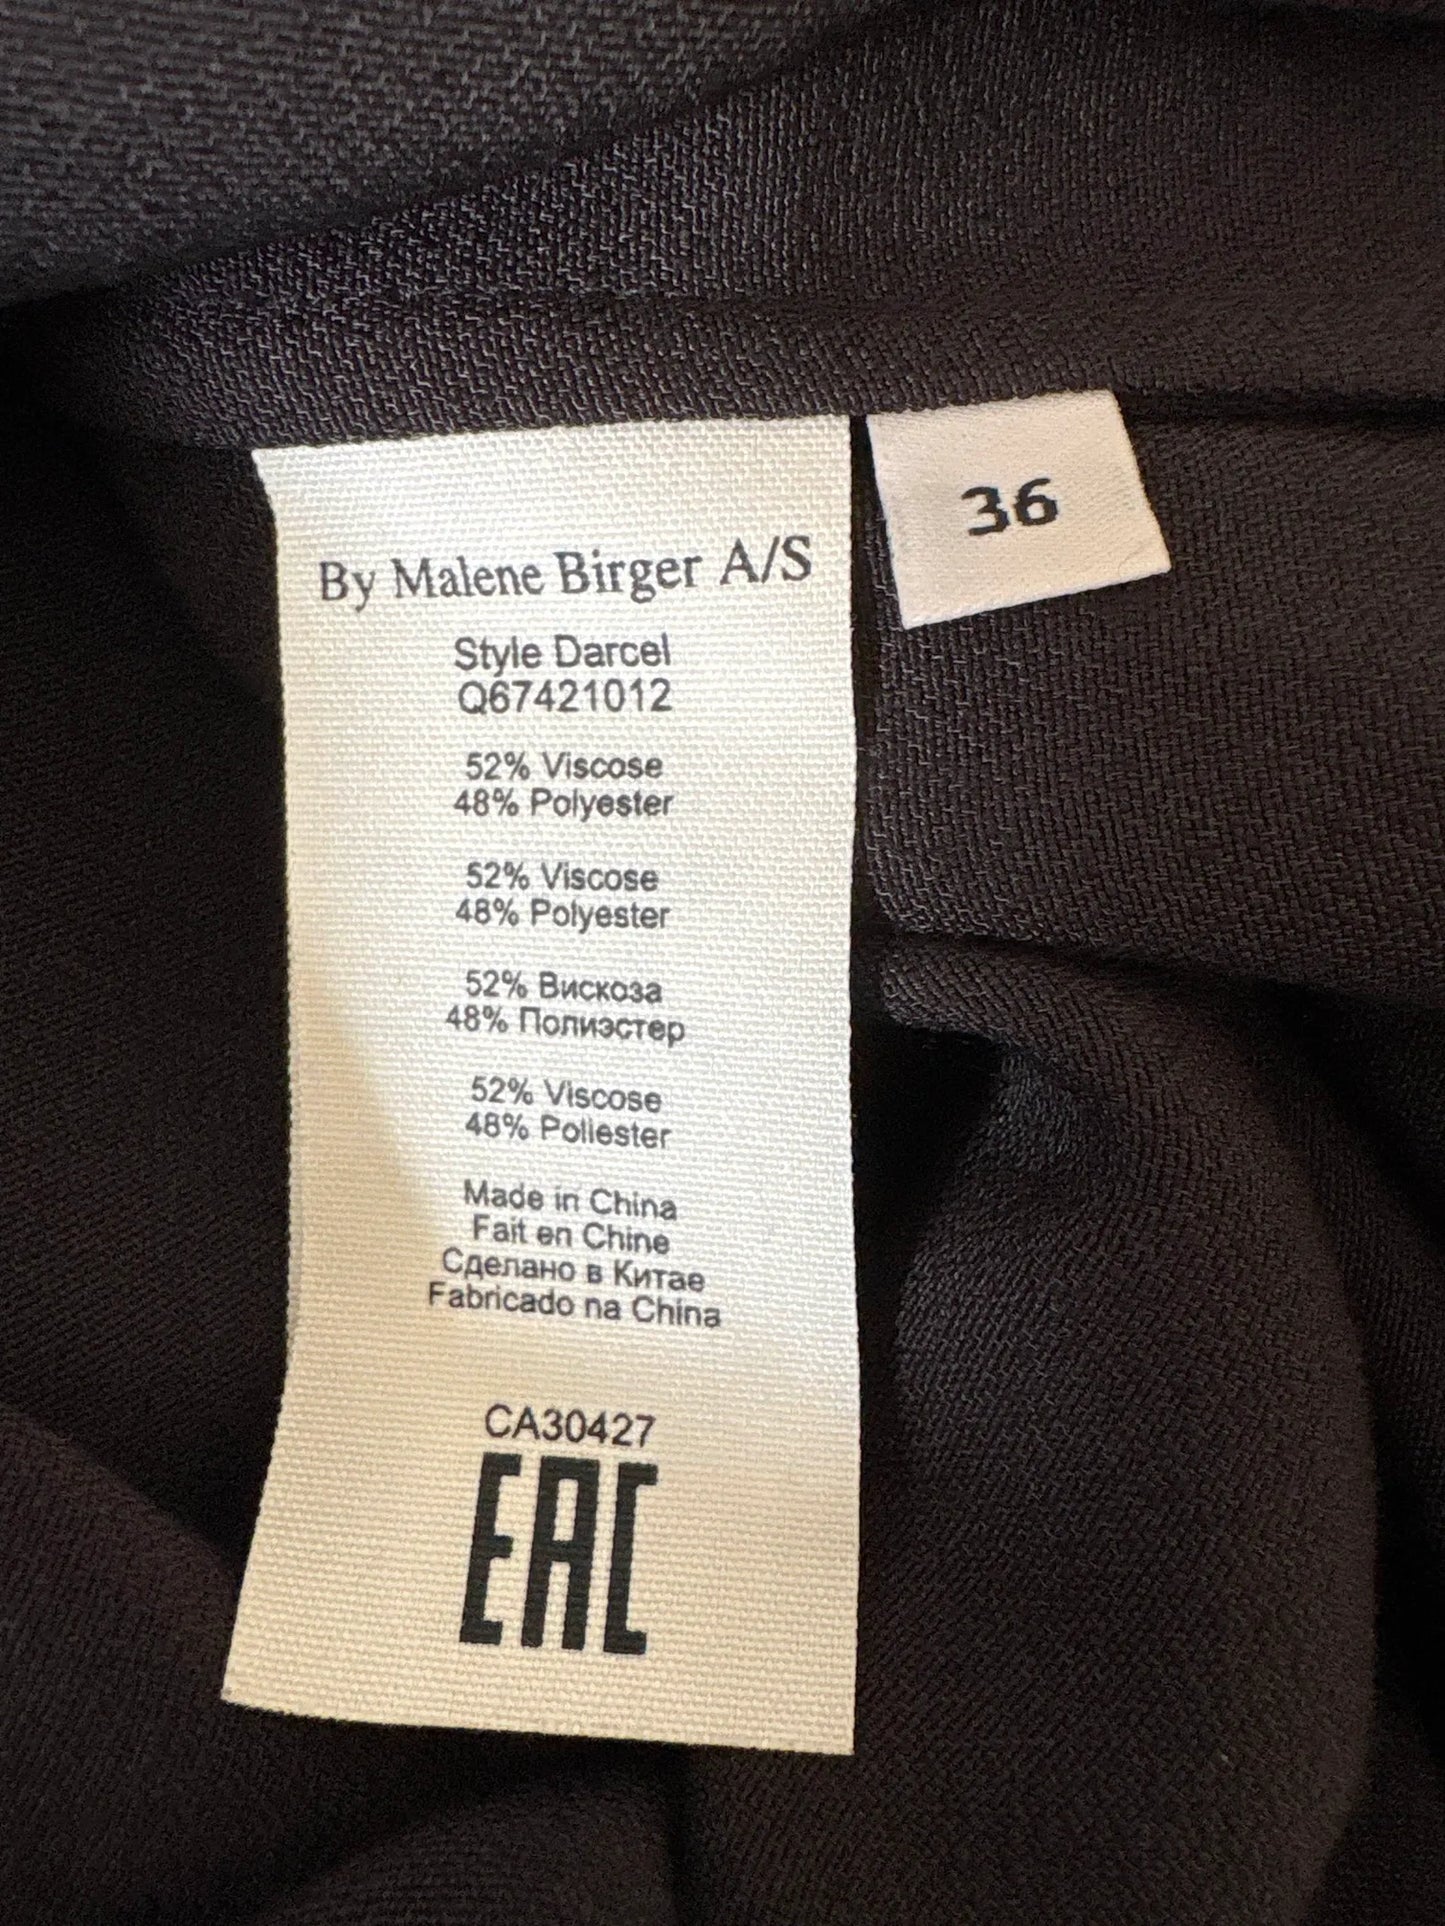 By Malene Birger A/S
36
Style Darcel
Q67421012
52% Viscose
48% Polyester
52% Viscose
48% Polyester
52% Вискоза
48% Полиэстер
52% Viscose
48% Poliester
Made in China
Fait en Chine
Сделано в Китае
Fabricado na China
CA30427
EAC